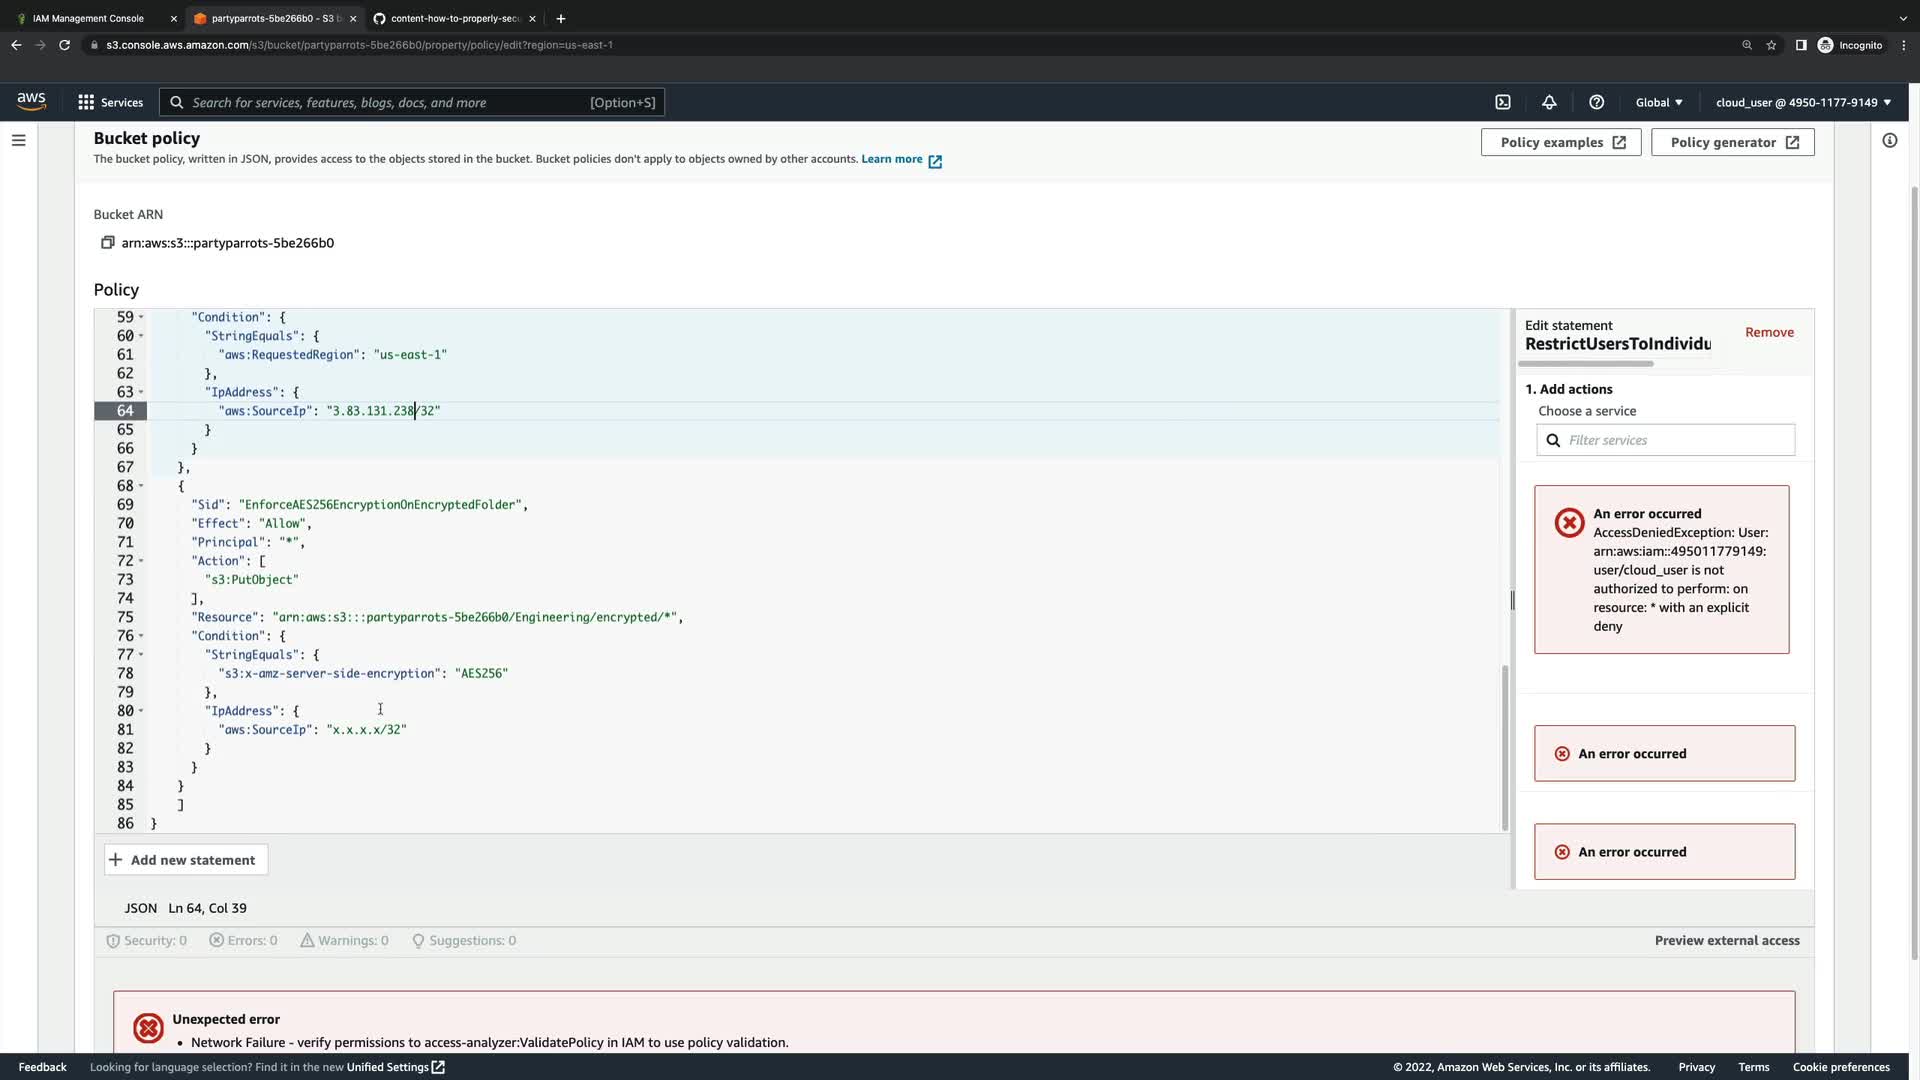 IAM Management Console
partyparrots-5be266b0 - S3 b
content-how-to-properly-secu
s3.console.aws.amazon.com/s3/bucket/partyparrots-5be266b0/property/policy/edit?region=us-east-1
Incognito
aws
Services
Search for services, features, blogs, docs, and more
[Option+S]
Global
cloud_user @ 4950-1177-9149
Bucket policy
The bucket policy, written in JSON, provides access to the objects stored in the bucket. Bucket policies don't apply to objects owned by other accounts. Learn more
Policy examples
Policy generator
Bucket ARN
arn:aws:s3:::partyparrots-5be266b0
Policy
59 "Condition": {
60 "StringEquals": {
61 "aws:RequestedRegion": "us-east-1"
62 },
63 "IpAddress": {
64 "aws:SourceIp": "3.83.131.238/32"
65 }
66 }
67 },
68 {
69 "Sid": "EnforceAES256EncryptionOnEncryptedFolder",
70 "Effect": "Allow",
71 "Principal": "*",
72 "Action": [
73 "s3:PutObject"
74 ],
75 "Resource": "arn:aws:s3:::partyparrots-5be266b0/Engineering/encrypted/*",
76 "Condition": {
77 "StringEquals": {
78 "s3:x-amz-server-side-encryption": "AES256"
79 },
80 "IpAddress": {
81 "aws:SourceIp": "x.x.x.x/32"
82 }
83 }
84 }
85 ]
86 }
Edit statement
RestrictUsersToIndividu
Remove
1. Add actions
Choose a service
Filter services
An error occurred
AccessDeniedException: User:
arn:aws:iam::495011779149:
user/cloud_user is not
authorized to perform: on
resource: * with an explicit
deny
An error occurred
An error occurred
+ Add new statement
JSON Ln 64, Col 39
Security: 0
Errors: 0
Warnings: 0
Suggestions: 0
Preview external access
Unexpected error
• Network Failure - verify permissions to access-analyzer:ValidatePolicy in IAM to use policy validation.
Feedback
Looking for language selection? Find it in the new Unified Settings
© 2022, Amazon Web Services, Inc. or its affiliates.
Privacy
Terms
Cookie preferences